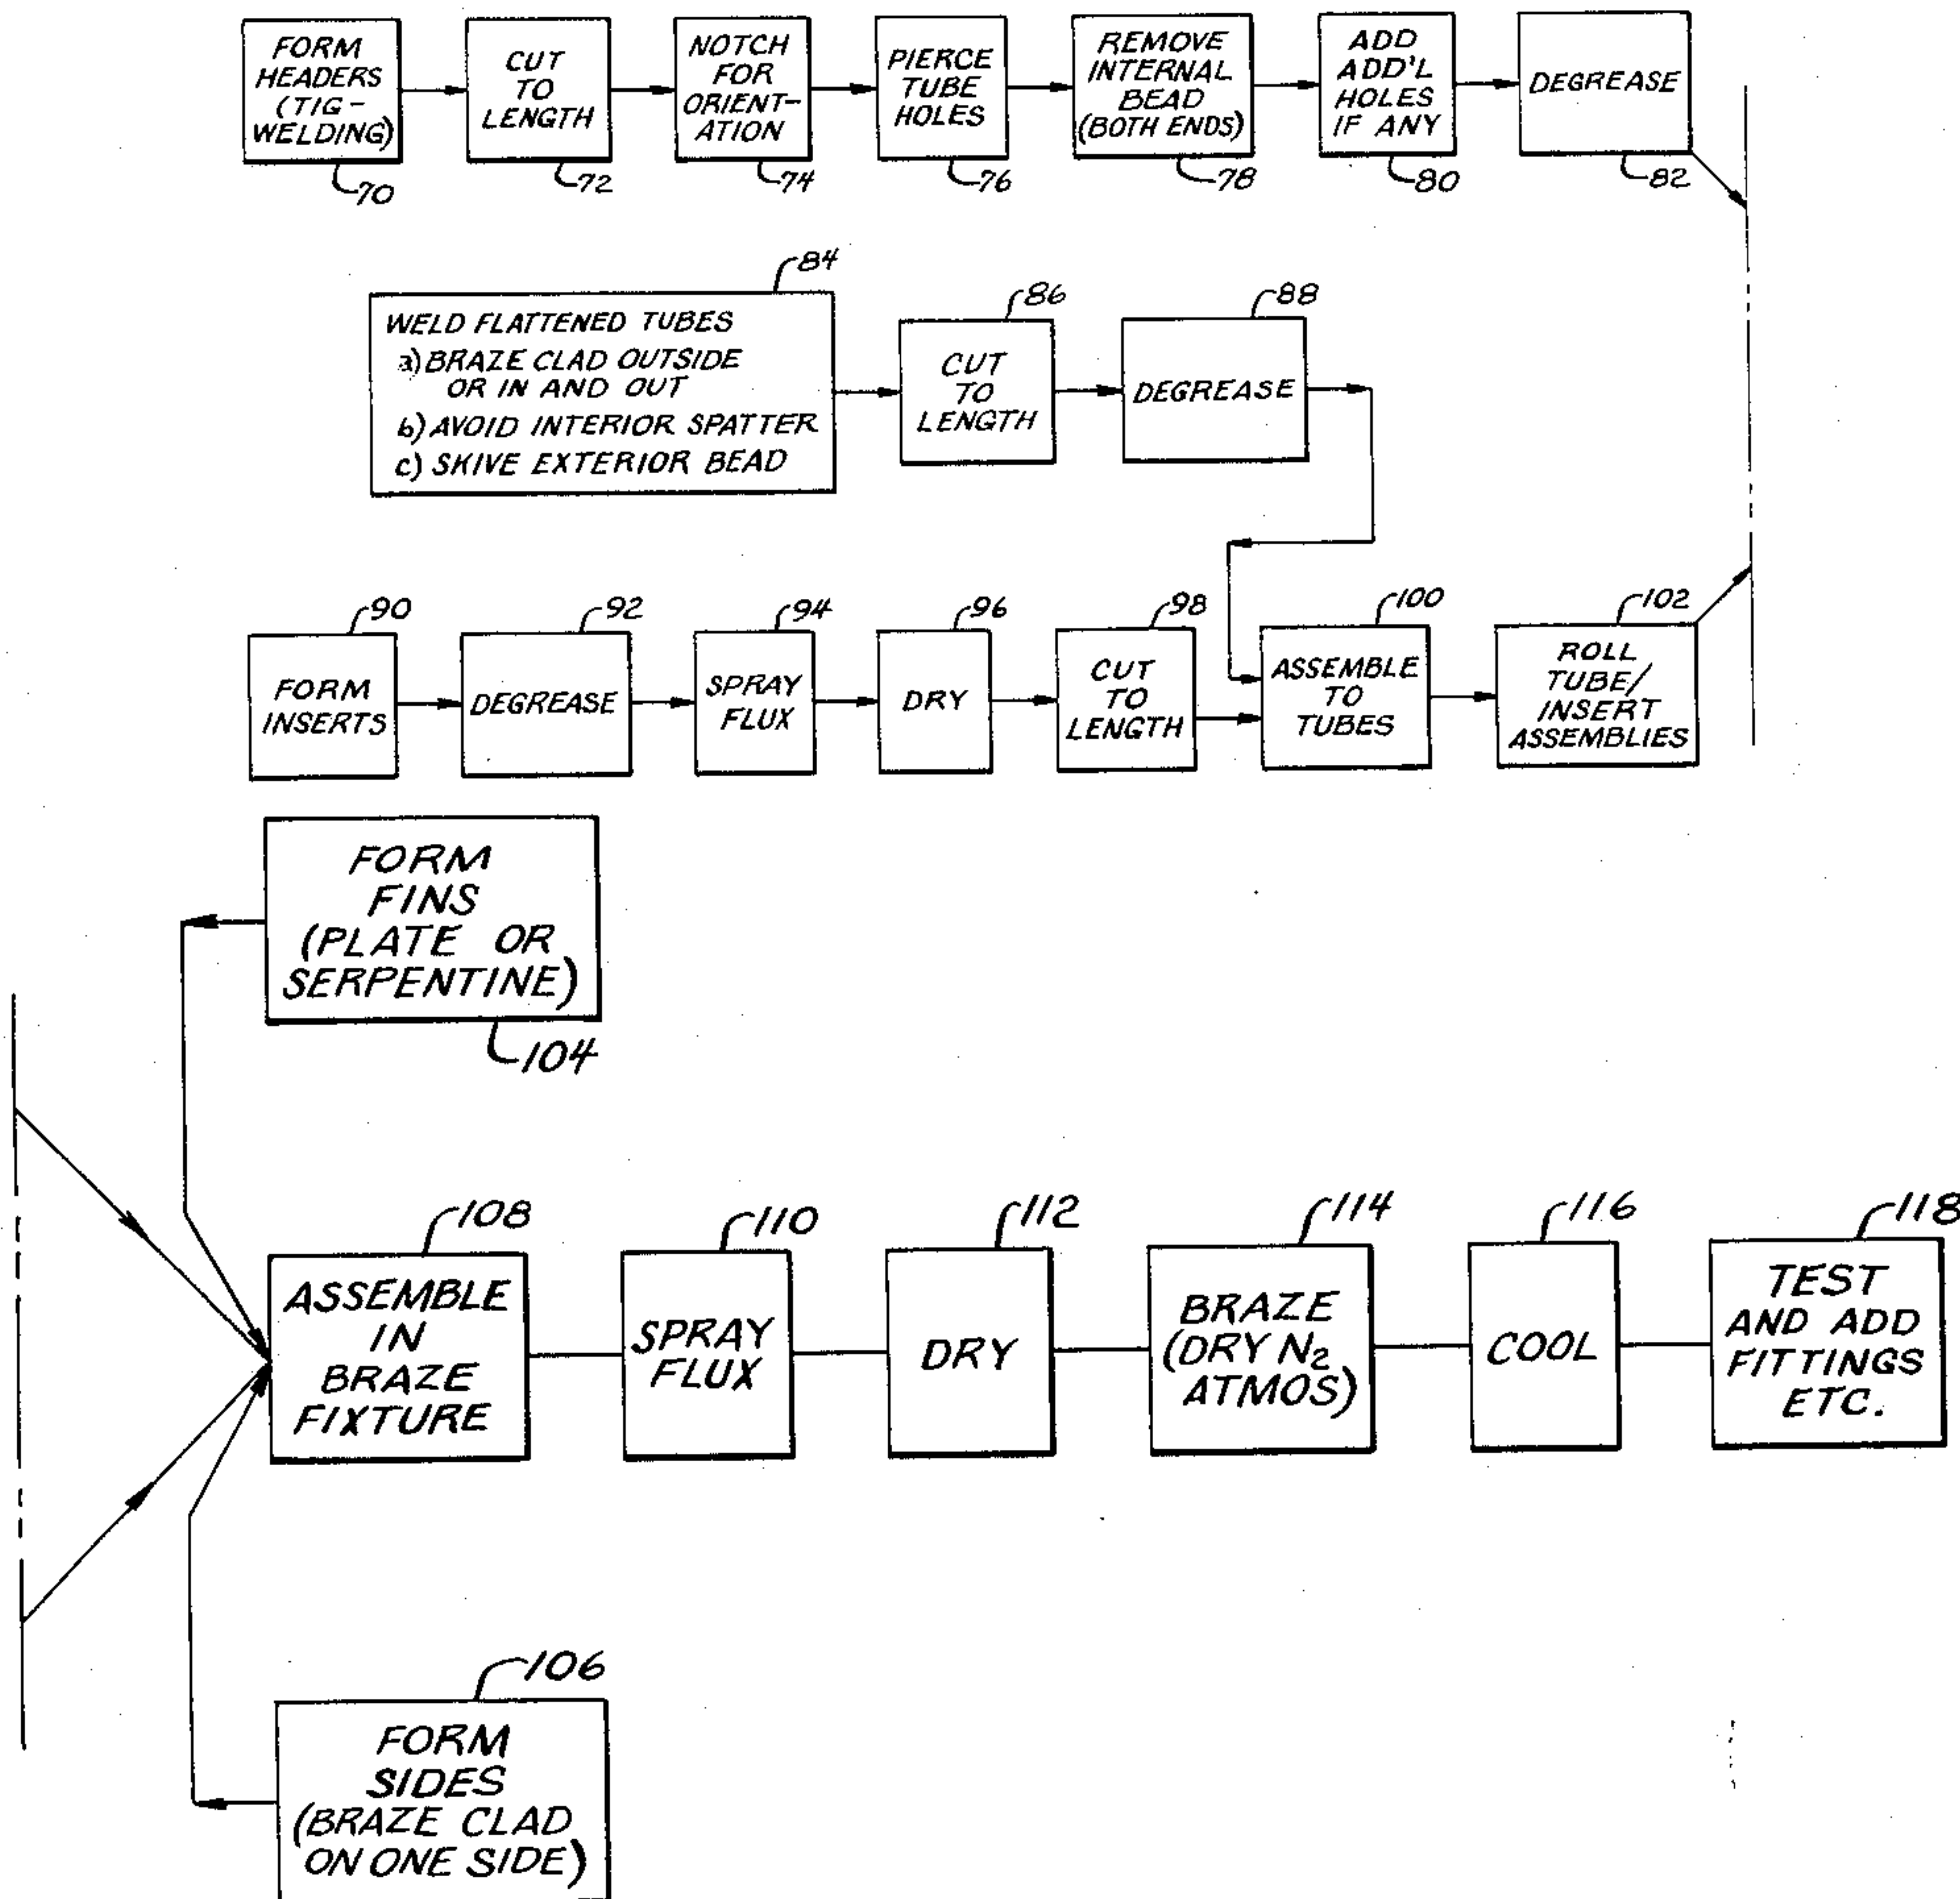 FORM
HEADERS
(TIG-
WELDING)
70
CUT
TO
LENGTH
72
NOTCH
FOR
ORIENT-
ATION
74
PIERCE
TUBE
HOLES
76
REMOVE
INTERNAL
BEAD
(BOTH ENDS)
78
ADD
ADD'L
HOLES
IF ANY
80
DEGREASE
82
84
WELD FLATTENED TUBES
a) BRAZE CLAD OUTSIDE
OR IN AND OUT
b) AVOID INTERIOR SPATTER
c) SKIVE EXTERIOR BEAD
86
CUT
TO
LENGTH
88
DEGREASE
90
FORM
INSERTS
92
DEGREASE
94
SPRAY
FLUX
96
DRY
98
CUT
TO
LENGTH
100
ASSEMBLE
TO
TUBES
102
ROLL
TUBE/
INSERT
ASSEMBLIES
FORM
FINS
(PLATE OR
SERPENTINE)
104
108
ASSEMBLE
IN
BRAZE
FIXTURE
110
SPRAY
FLUX
112
DRY
114
BRAZE
(DRY N2
ATMOS)
116
COOL
118
TEST
AND ADD
FITTINGS
ETC.
106
FORM
SIDES
(BRAZE CLAD
ON ONE SIDE)